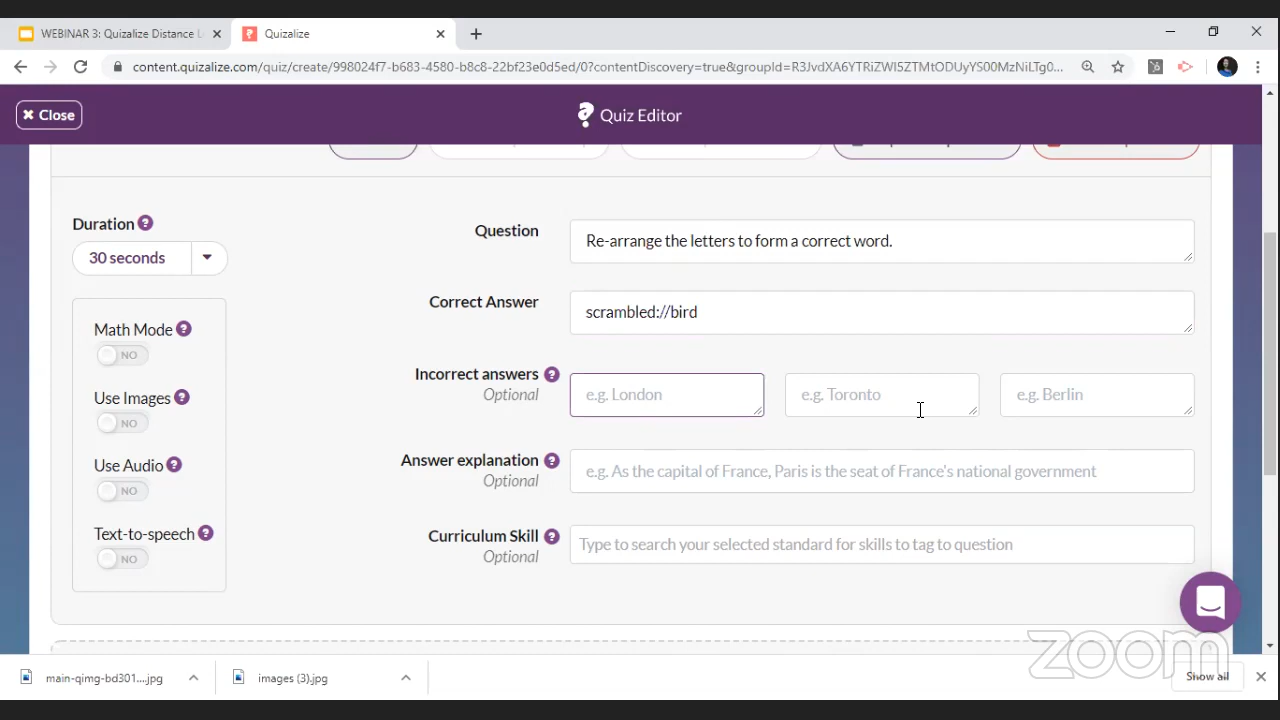 WEBINAR 3: Quizalize Distance L
Quizalize
content.quizalize.com/quiz/create/998024f7-b683-4580-b8c8-22bf23e0d5ed/0?contentDiscovery=true&groupId=R3JvdXA6YTRiZWI5ZTMtODUyYS00MzNiLTg0...
Close
Quiz Editor
Duration
30 seconds
Question
Re-arrange the letters to form a correct word.
Correct Answer
scrambled://bird
Math Mode
NO
Incorrect answers
Optional
e.g. London
e.g. Toronto
e.g. Berlin
Use Images
NO
Use Audio
NO
Answer explanation
Optional
e.g. As the capital of France, Paris is the seat of France's national government
Text-to-speech
NO
Curriculum Skill
Optional
Type to search your selected standard for skills to tag to question
zoom
main-qimg-bd301....jpg
images (3).jpg
Show all